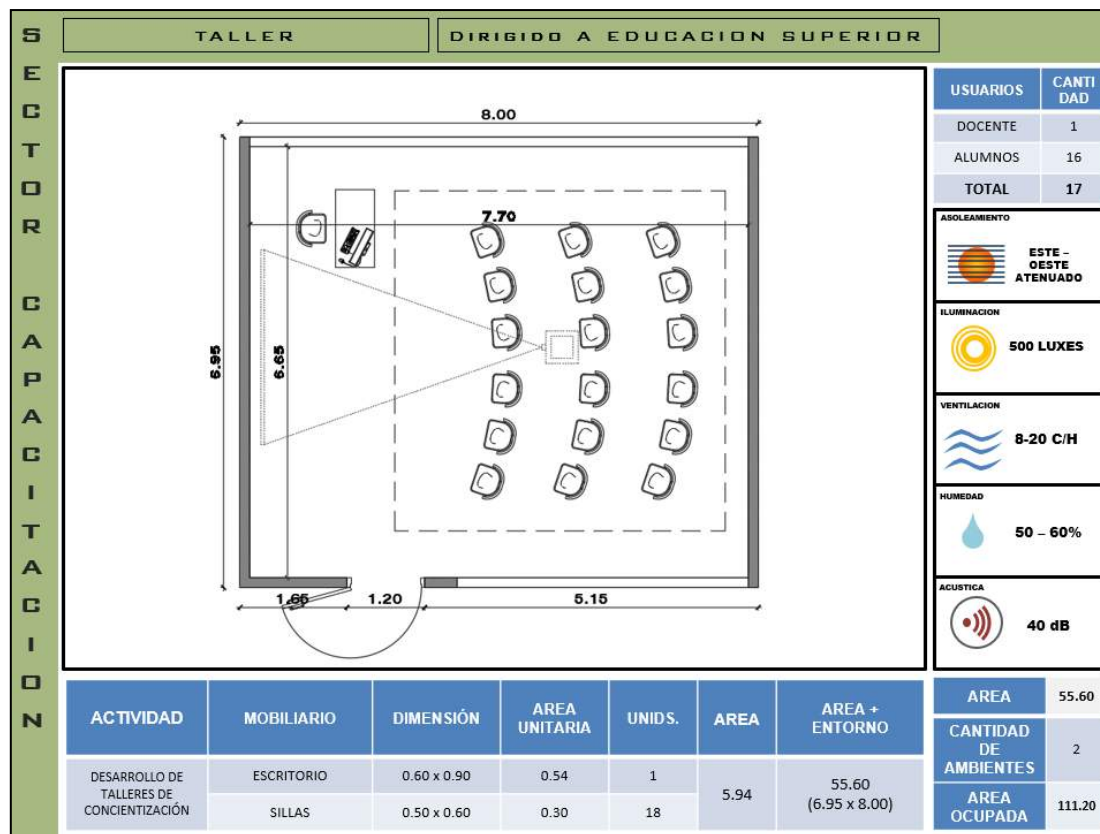 SECTOR CAPACITACION
TALLER
DIRIGIDO A EDUCACION SUPERIOR
8.00
7.70
6.95
6.65
1.65
1.20
5.15
USUARIOS
CANTI
DAD
DOCENTE
1
ALUMNOS
16
TOTAL
17
ASOLEAMIENTO
ESTE –
OESTE
ATENUADO
ILUMINACION
500 LUXES
VENTILACION
8-20 C/H
HUMEDAD
50 – 60%
ACUSTICA
40 dB
ACTIVIDAD
MOBILIARIO
DIMENSIÓN
AREA
UNITARIA
UNIDS.
AREA
AREA +
ENTORNO
DESARROLLO DE
TALLERES DE
CONCIENTIZACIÓN
ESCRITORIO
0.60 x 0.90
0.54
1
SILLAS
0.50 x 0.60
0.30
18
5.94
55.60
(6.95 x 8.00)
AREA
55.60
CANTIDAD
DE
AMBIENTES
2
AREA
OCUPADA
111.20